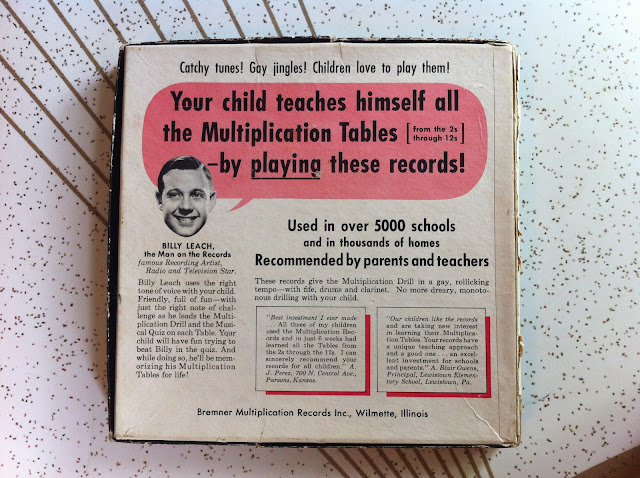 Catchy tunes! Gay jingles! Children love to play them!
Your child teaches himself all
the Multiplication Tables [from the 2s through 12s]
—by playing these records!
BILLY LEACH,
the Man on the Records
famous Recording Artist,
Radio and Television Star.
Billy Leach uses the right
tone of voice with your child.
Friendly, full of fun—with
just the right note of chal-
lenge as he leads the Multi-
plication Drill and the Musi-
cal Quiz on each Table. Your
child will have fun trying to
beat Billy in the quiz. And
while doing so, he'll be mem-
orizing his Multiplication
Tables for life!
Used in over 5000 schools
and in thousands of homes
Recommended by parents and teachers
These records give the Multiplication Drill in a gay, rollicking
tempo—with fife, drums and clarinet. No more dreary, monoto-
nous drilling with your child.
"Best investment I ever made
. . . All three of my children
used the Multiplication Rec-
ords and in just 6 weeks had
learned all the Tables from
the 2s through the 12s. I can
sincerely recommend your
records for all children." A.
J. Perez, 700 N. Central Ave.,
Parsons, Kansas.
"Our children like the records
and are taking new interest
in learning their Multiplica-
tion Tables. Your records have
a unique teaching approach
and a good one . . . an excel-
lent investment for schools
and parents." A. Blair Owens,
Principal, Lewistown Elemen-
tary School, Lewistown, Pa.
Bremner Multiplication Records Inc., Wilmette, Illinois